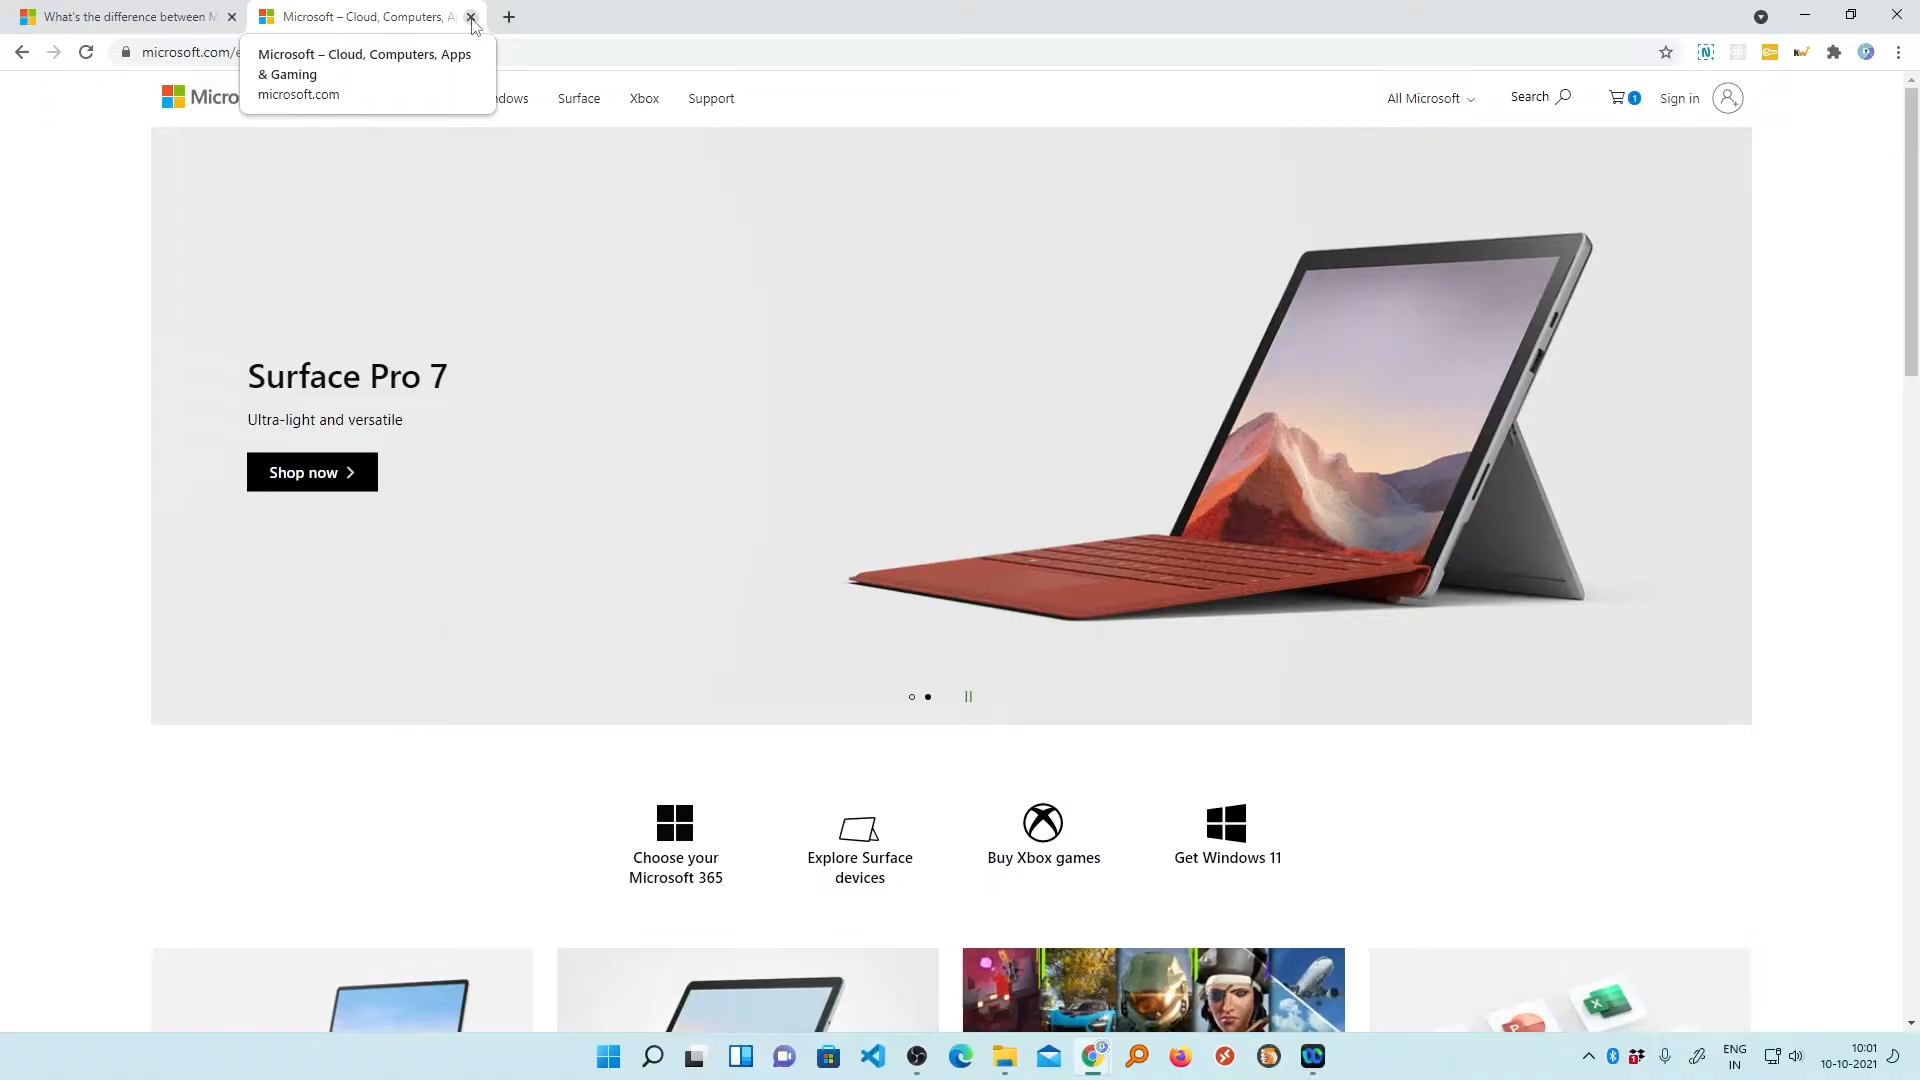 What's the difference between M
Microsoft – Cloud, Computers, A
microsoft.com/e
Microsoft – Cloud, Computers, Apps
& Gaming
microsoft.com
Micro
ndows
Surface
Xbox
Support
All Microsoft
Search
1
Sign in
Surface Pro 7
Ultra-light and versatile
Shop now
Choose your
Microsoft 365
Explore Surface
devices
Buy Xbox games
Get Windows 11
ENG
IN
10:01
10-10-2021